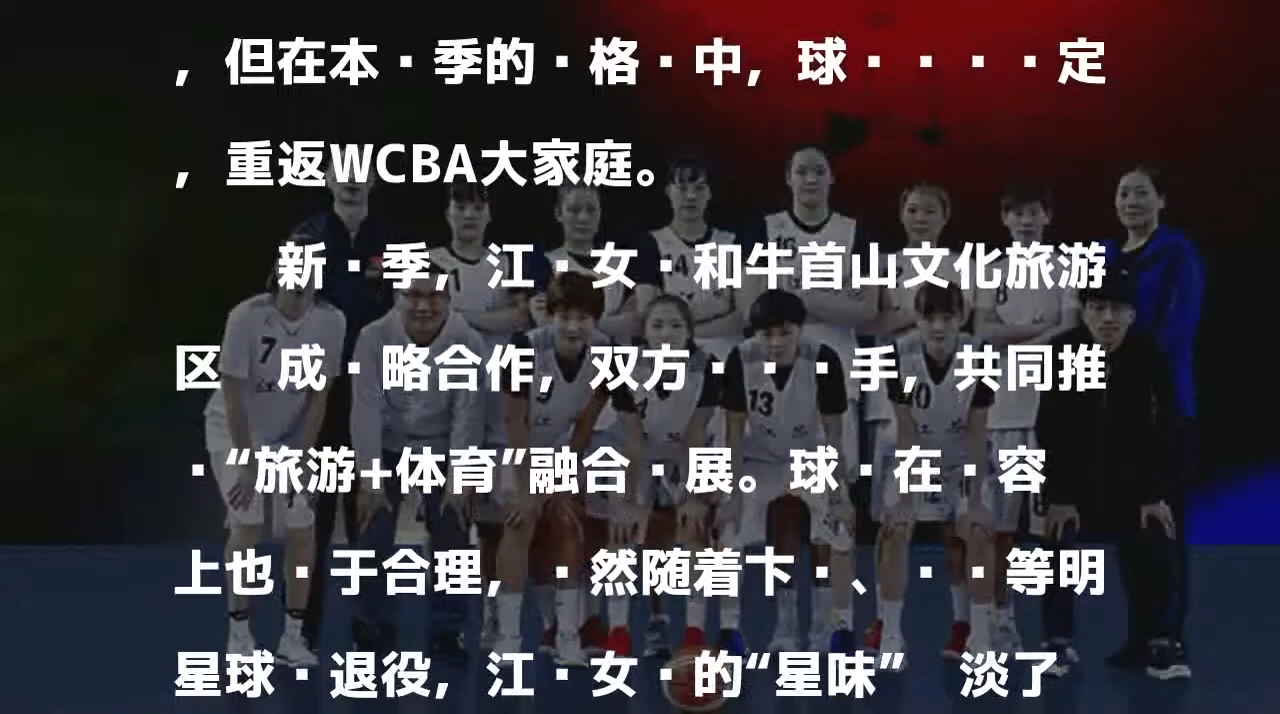 ，但在本·季的·格·中，球····定
，重返WCBA大家庭。
新·季，江·女·和牛首山文化旅游
区 成·略合作，双方···手，共同推
·“旅游+体育”融合·展。球·在·容
上也·于合理，·然随着卞·、··等明
星球·退役，江·女·的“星味” 淡了
7
13